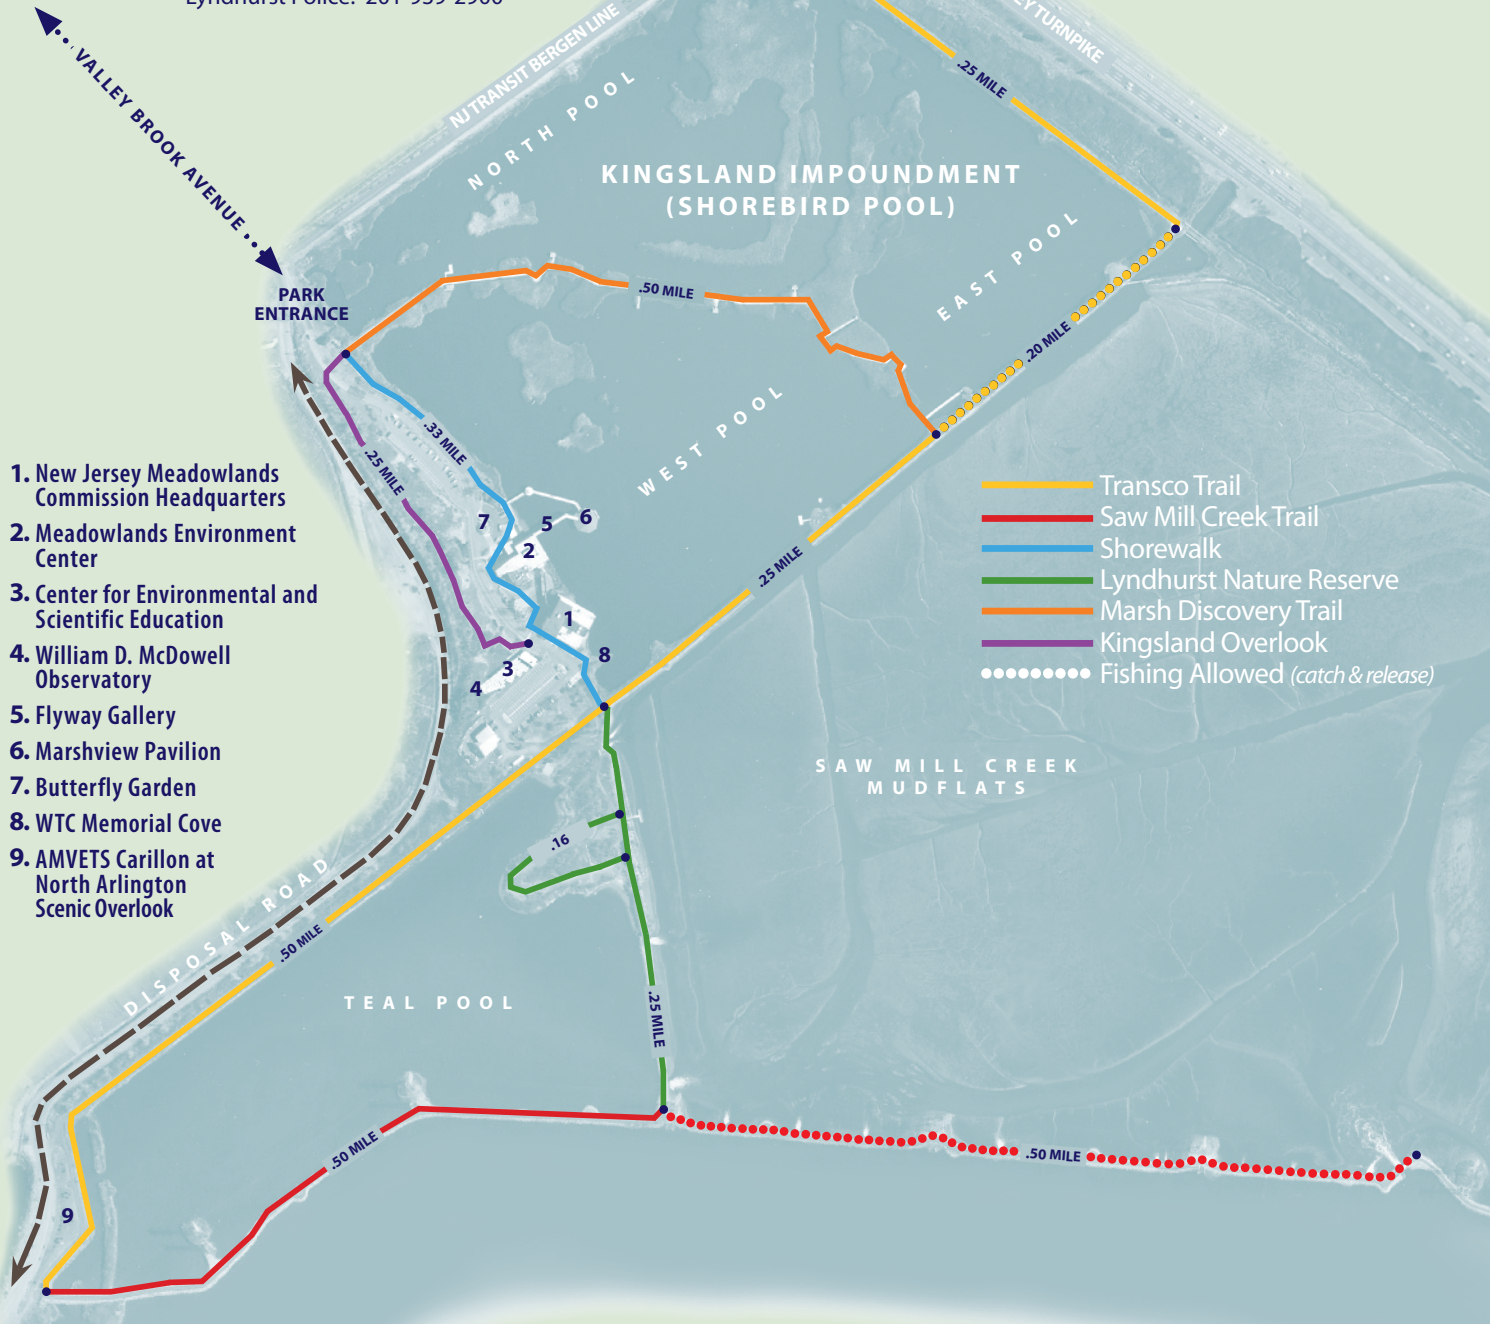 Lyndhurst Police: 201-939-2900
VALLEY BROOK AVENUE
NJ TRANSIT BERGEN LINE
EY TURNPIKE
.25 MILE
NORTH POOL
KINGSLAND IMPOUNDMENT
(SHOREBIRD POOL)
EAST POOL
PARK
ENTRANCE
.50 MILE
.20 MILE
WEST POOL
.33 MILE
.25 MILE
7
5
6
2
1
8
3
4
.25 MILE
1. New Jersey Meadowlands
Commission Headquarters
2. Meadowlands Environment
Center
3. Center for Environmental and
Scientific Education
4. William D. McDowell
Observatory
5. Flyway Gallery
6. Marshview Pavilion
7. Butterfly Garden
8. WTC Memorial Cove
9. AMVETS Carillon at
North Arlington
Scenic Overlook
Transco Trail
Saw Mill Creek Trail
Shorewalk
Lyndhurst Nature Reserve
Marsh Discovery Trail
Kingsland Overlook
Fishing Allowed (catch & release)
SAW MILL CREEK
MUDFLATS
.16
DISPOSAL ROAD
.50 MILE
TEAL POOL
.25 MILE
.50 MILE
.50 MILE
9